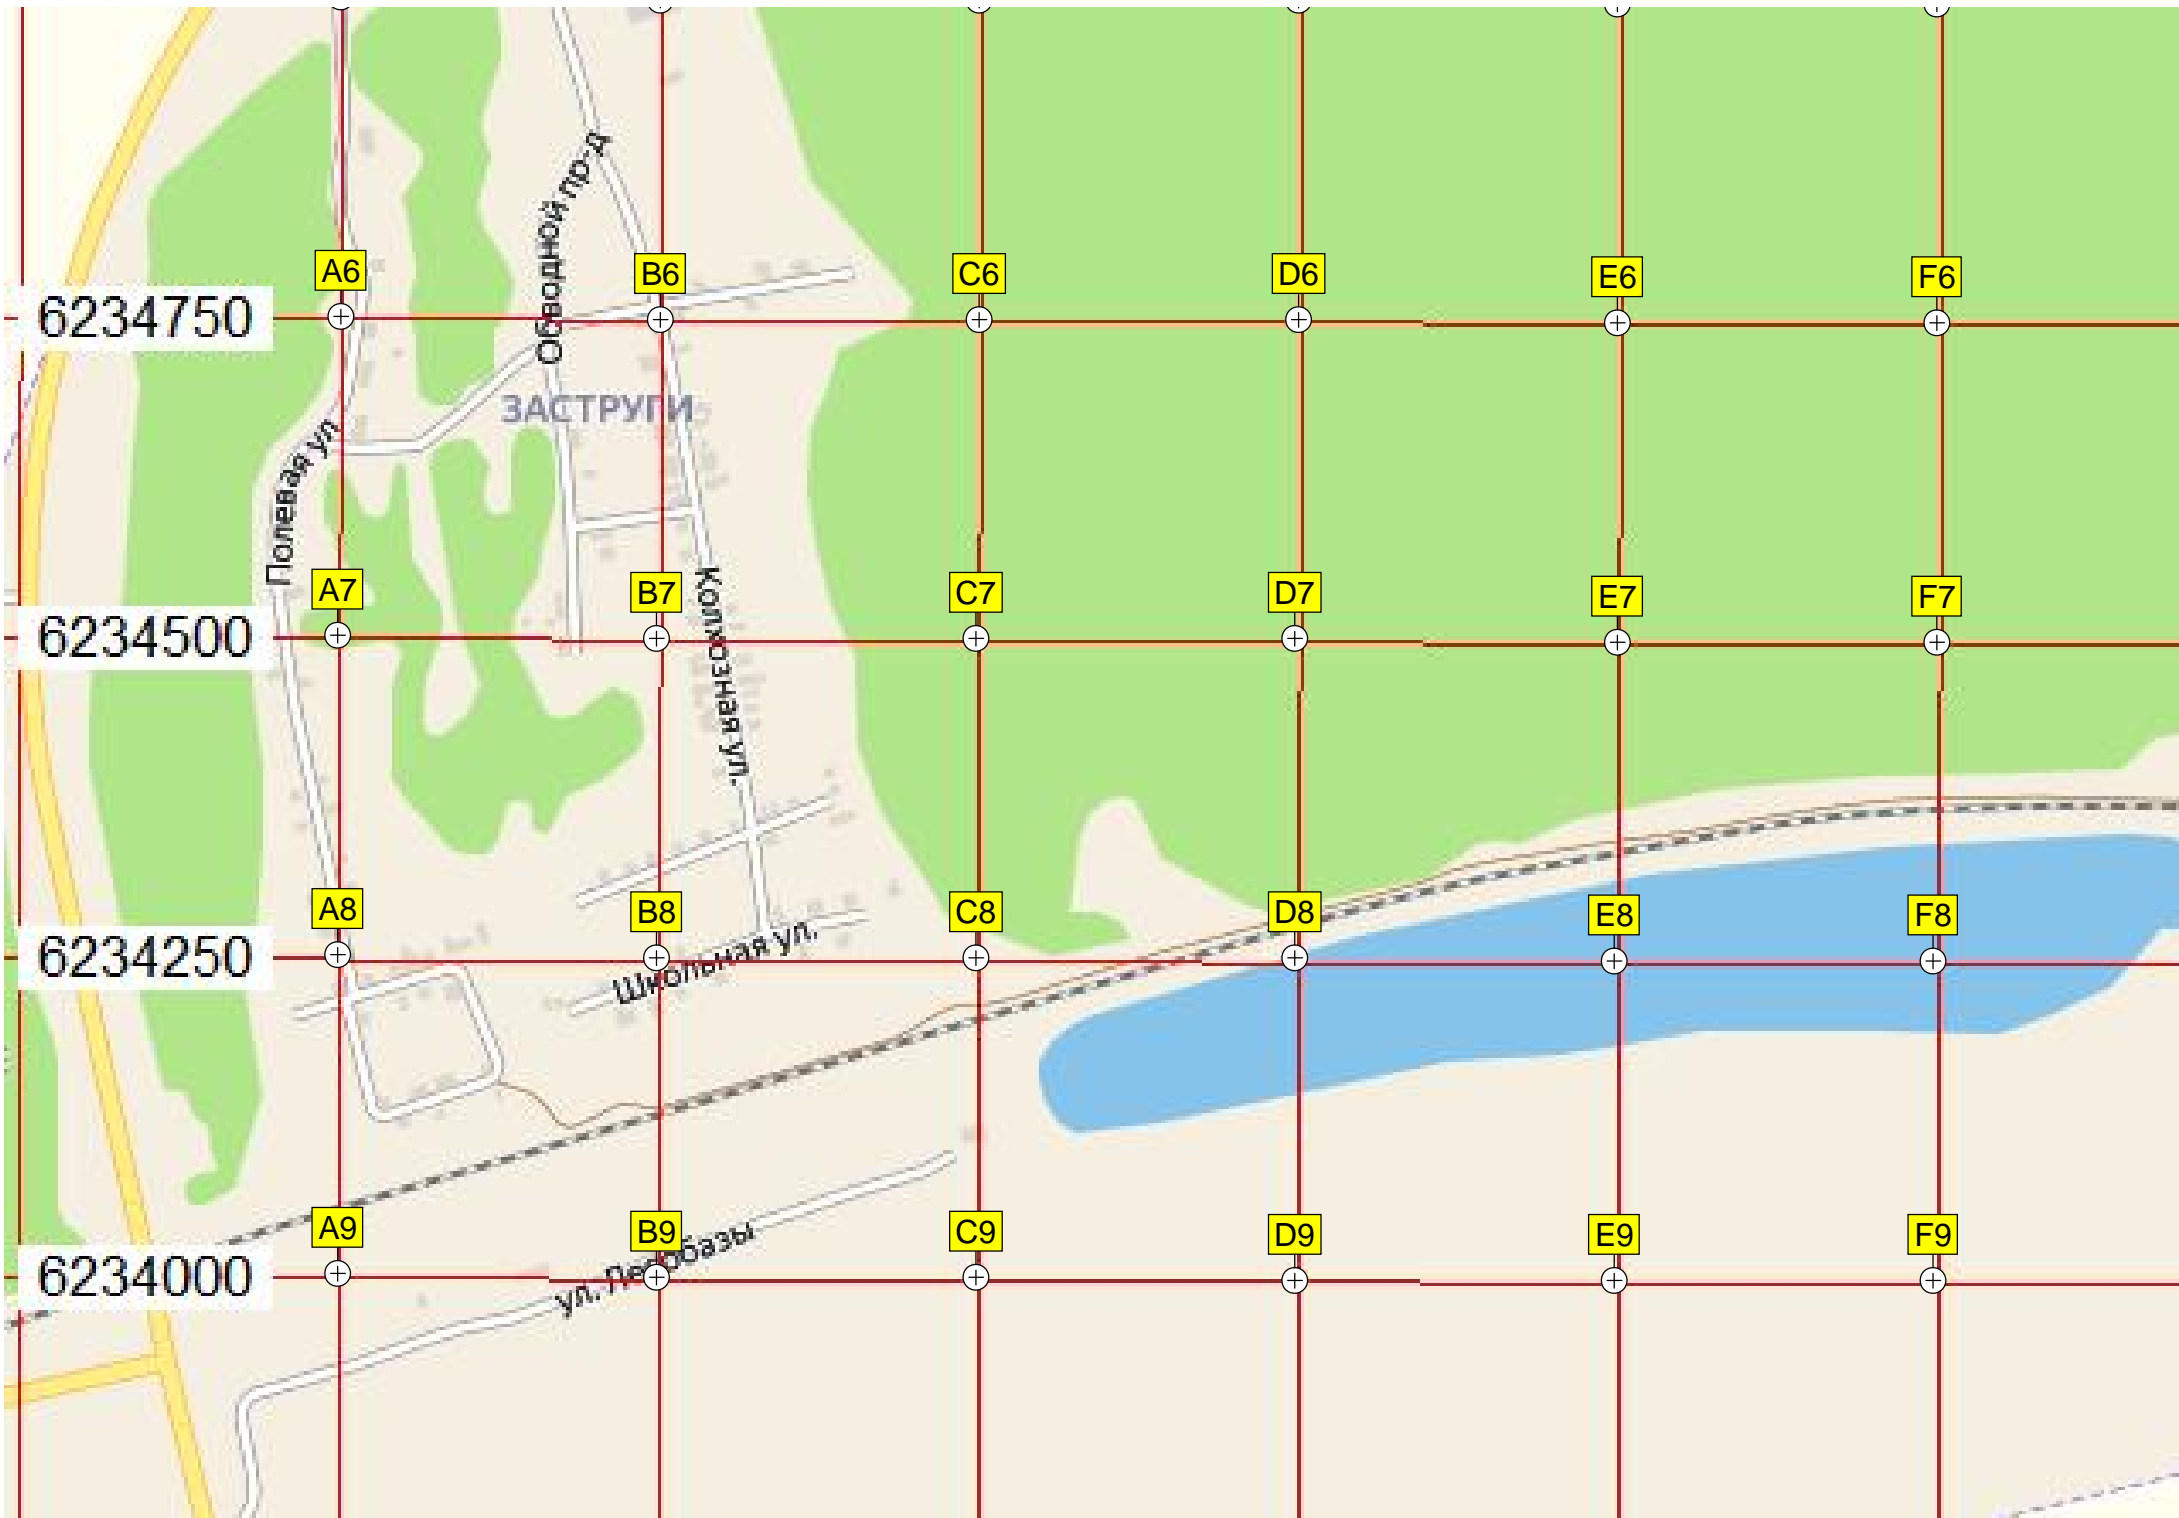 Обводной пр-д
A6
B6
C6
D6
E6
F6
6234750
ЗАСТРУГИ
Полевая ул
A7
B7
C7
D7
E7
F7
6234500
Колхозная ул.
A8
B8
C8
D8
E8
F8
6234250
Школьная ул.
A9
B9
C9
D9
E9
F9
6234000
ул. Легобазы